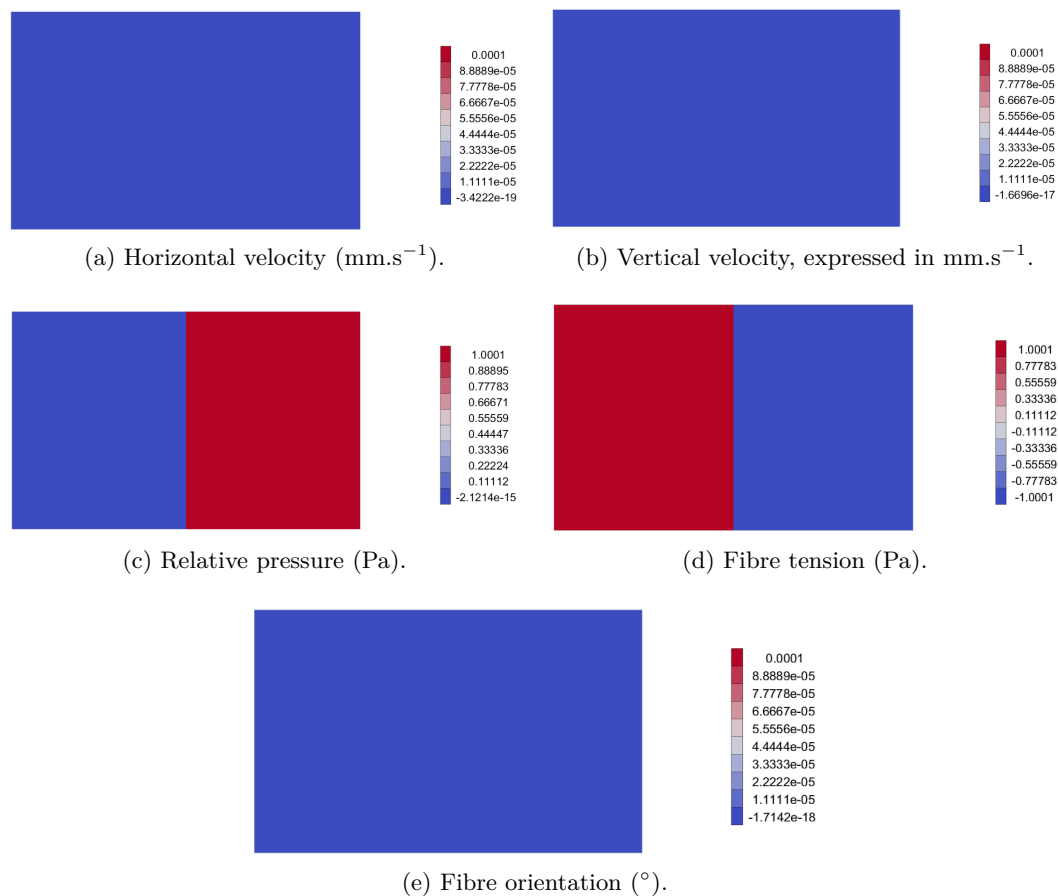 0.0001
8.8889e-05
7.7778e-05
6.6667e-05
5.5556e-05
4.4444e-05
3.3333e-05
2.2222e-05
1.1111e-05
-3.4222e-19
(a) Horizontal velocity (mm.s⁻¹).
0.0001
8.8889e-05
7.7778e-05
6.6667e-05
5.5556e-05
4.4444e-05
3.3333e-05
2.2222e-05
1.1111e-05
-1.6696e-17
(b) Vertical velocity, expressed in mm.s⁻¹.
1.0001
0.88895
0.77783
0.66671
0.55559
0.44447
0.33336
0.22224
0.11112
-2.1214e-15
(c) Relative pressure (Pa).
1.0001
0.77783
0.55559
0.33336
0.11112
-0.11112
-0.33336
-0.55559
-0.77783
-1.0001
(d) Fibre tension (Pa).
0.0001
8.8889e-05
7.7778e-05
6.6667e-05
5.5556e-05
4.4444e-05
3.3333e-05
2.2222e-05
1.1111e-05
-1.7142e-18
(e) Fibre orientation (°).